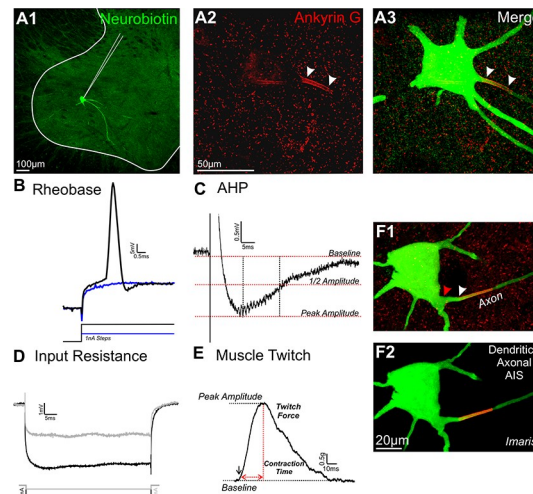 A1 Neurobiotin
100µm
A2 Ankyrin G
50µm
A3 Merge
B Rheobase
5mV
0.5ms
1nA Steps
C AHP
0.5mV
5ms
Baseline
1/2 Amplitude
Peak Amplitude
D Input Resistance
1mV
5ms
E Muscle Twitch
Peak Amplitude
Twitch
Force
Contraction
Time
0.5g
10ms
Baseline
F1
Axon
F2 Dendritic
Axonal
AIS
20µm
Imaris